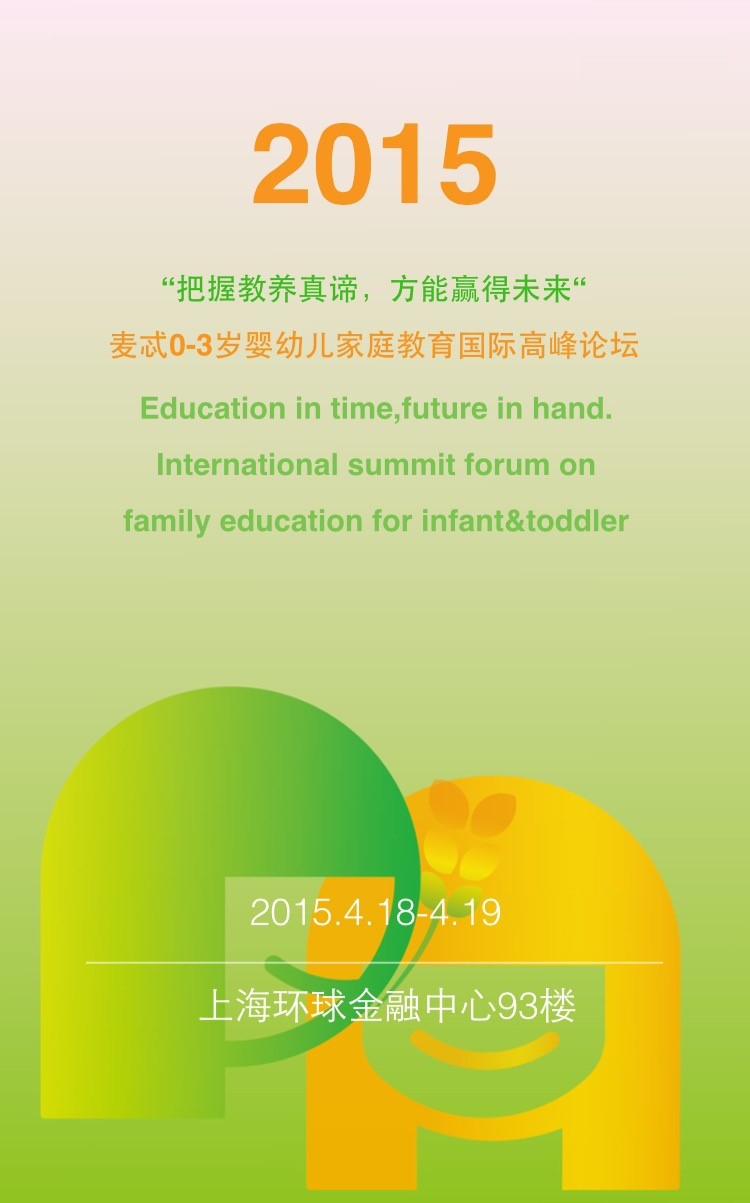 2015
“把握教养真谛，方能赢得未来“
麦忒0-3岁婴幼儿家庭教育国际高峰论坛
Education in time,future in hand.
International summit forum on
family education for infant&toddler
2015.4.18-4.19
上海环球金融中心93楼